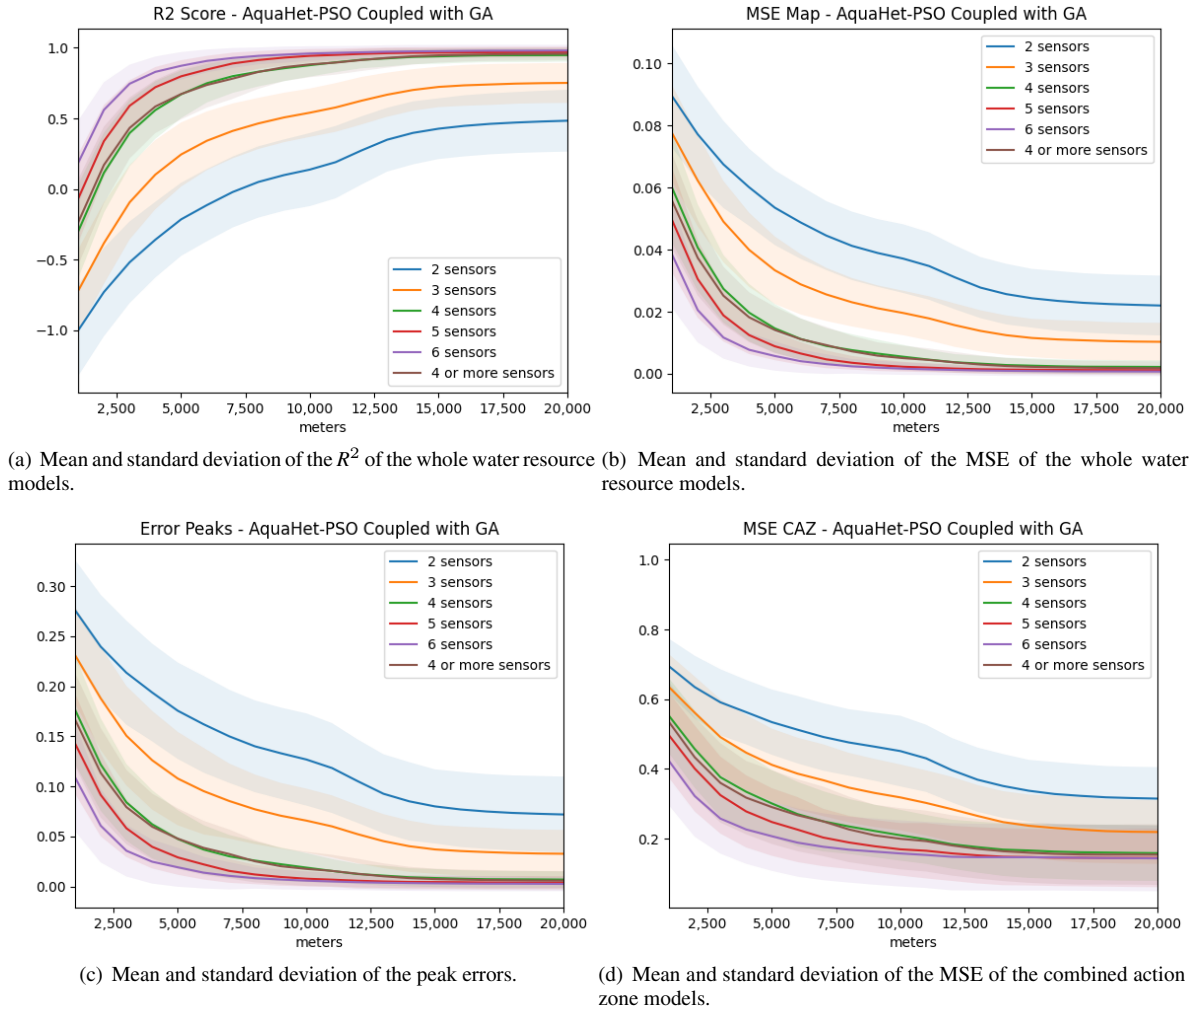 R2 Score - AquaHet-PSO Coupled with GA
1.0
0.5
0.0
−0.5
−1.0
2 sensors
3 sensors
4 sensors
5 sensors
6 sensors
4 or more sensors
2,500 5,000 7,500 10,000 12,500 15,000 17,500 20,000
meters
(a) Mean and standard deviation of the R² of the whole water resource
models.
MSE Map - AquaHet-PSO Coupled with GA
0.10
0.08
0.06
0.04
0.02
0.00
2 sensors
3 sensors
4 sensors
5 sensors
6 sensors
4 or more sensors
2,500 5,000 7,500 10,000 12,500 15,000 17,500 20,000
meters
(b) Mean and standard deviation of the MSE of the whole water
resource models.
Error Peaks - AquaHet-PSO Coupled with GA
0.30
0.25
0.20
0.15
0.10
0.05
0.00
2 sensors
3 sensors
4 sensors
5 sensors
6 sensors
4 or more sensors
2,500 5,000 7,500 10,000 12,500 15,000 17,500 20,000
meters
(c) Mean and standard deviation of the peak errors.
MSE CAZ - AquaHet-PSO Coupled with GA
1.0
0.8
0.6
0.4
0.2
2 sensors
3 sensors
4 sensors
5 sensors
6 sensors
4 or more sensors
2,500 5,000 7,500 10,000 12,500 15,000 17,500 20,000
meters
(d) Mean and standard deviation of the MSE of the combined action
zone models.